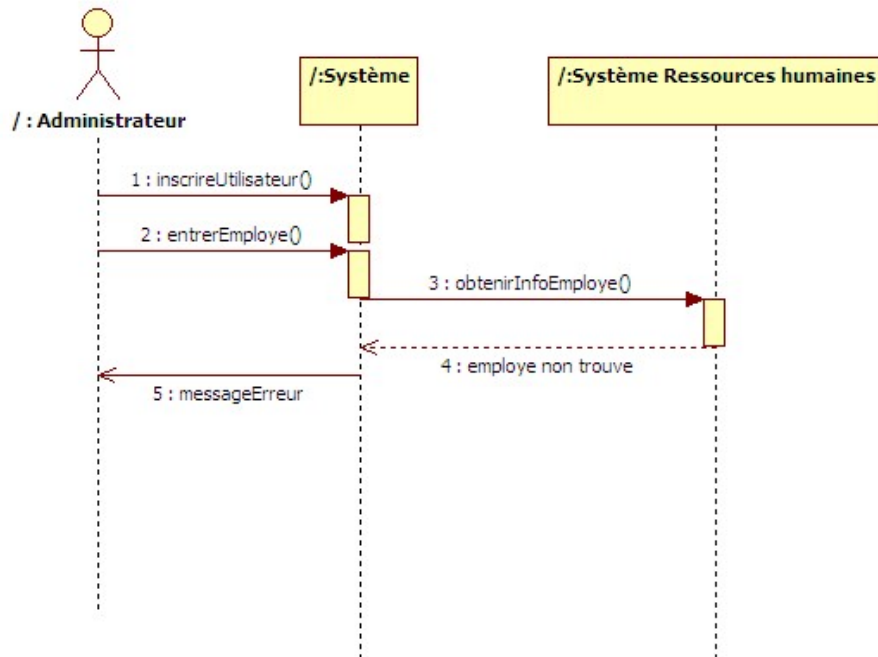 /:Système
/:Système Ressources humaines
/ : Administrateur
1 : inscrireUtilisateur()
2 : entrerEmploye()
3 : obtenirInfoEmploye()
4 : employe non trouve
5 : messageErreur